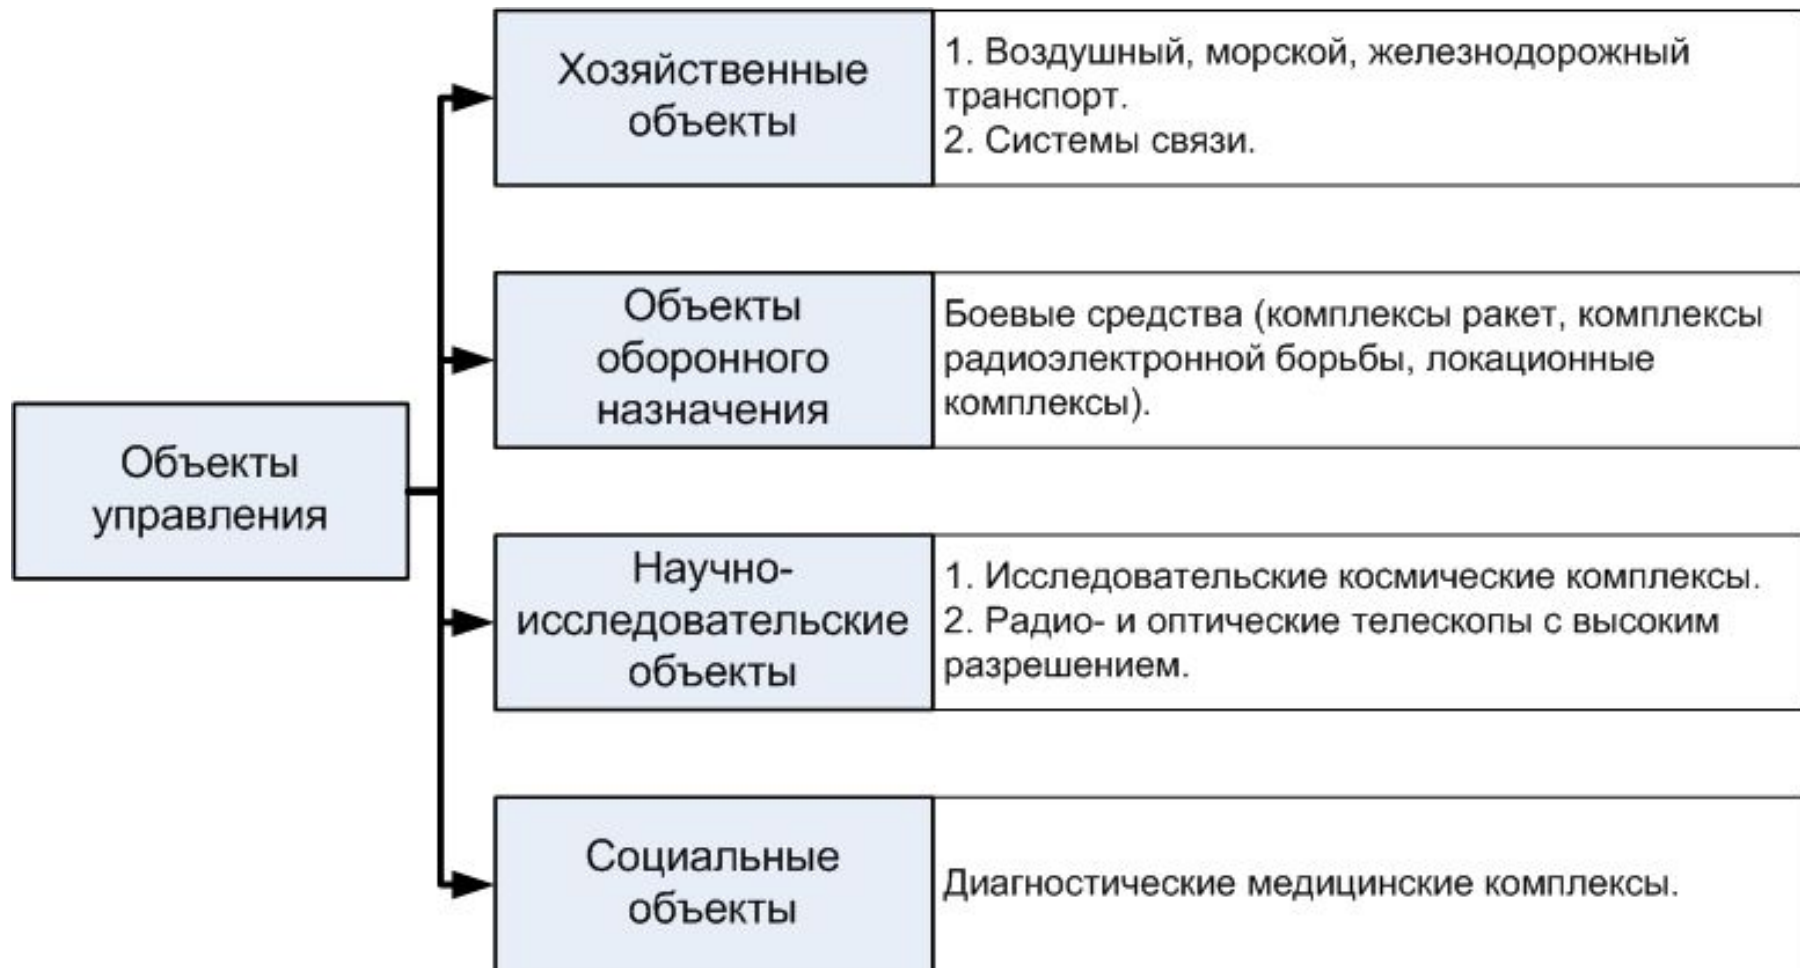 Хозяйственные
объекты
1. Воздушный, морской, железнодорожный
транспорт.
2. Системы связи.
Объекты
оборонного
назначения
Боевые средства (комплексы ракет, комплексы
радиоэлектронной борьбы, локационные
комплексы).
Объекты
управления
Научно-
исследовательские
объекты
1. Исследовательские космические комплексы.
2. Радио- и оптические телескопы с высоким
разрешением.
Социальные
объекты
Диагностические медицинские комплексы.